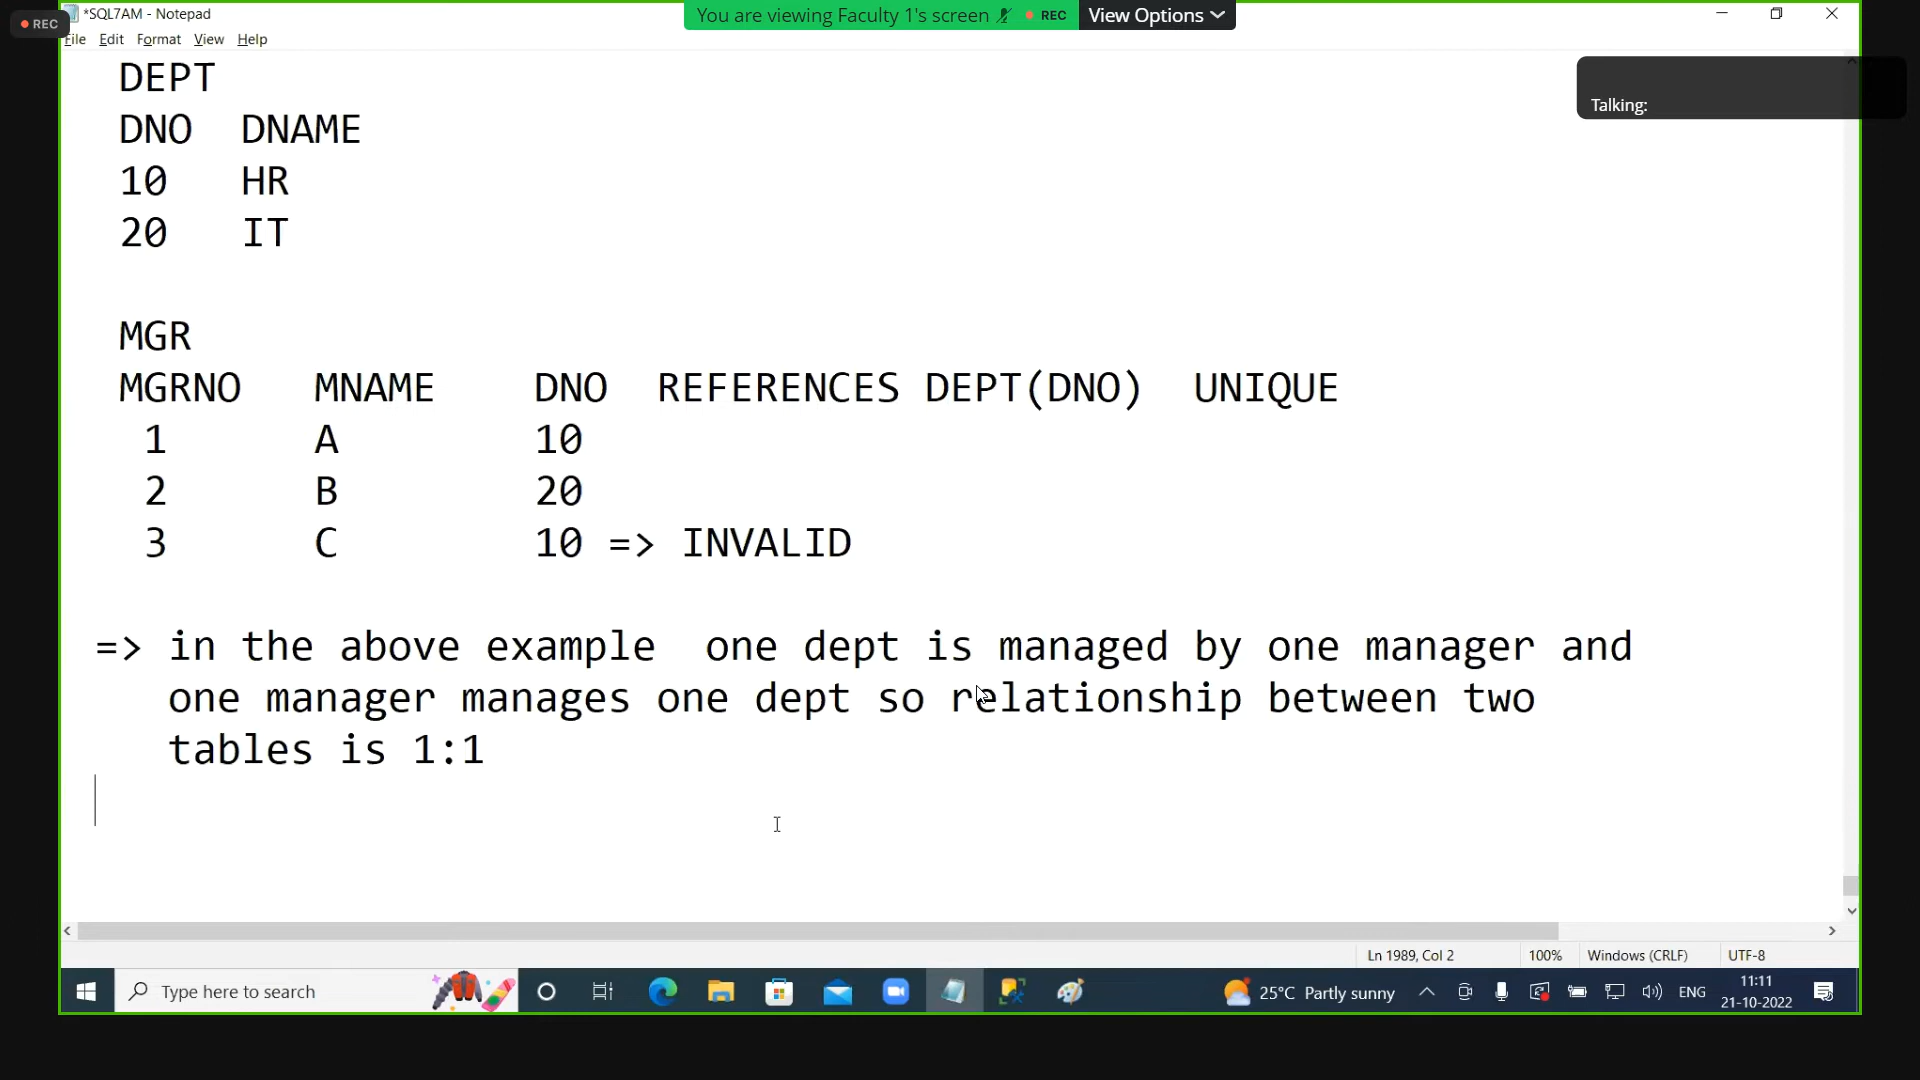 REC
*SQL7AM - Notepad
You are viewing Faculty 1's screen
REC
View Options
File Edit Format View Help
Talking:
DEPT
DNO DNAME
10 HR
20 IT
MGR
MGRNO MNAME DNO REFERENCES DEPT(DNO) UNIQUE
1 A 10
2 B 20
3 C 10 => INVALID
=> in the above example one dept is managed by one manager and
one manager manages one dept so relationship between two
tables is 1:1
Ln 1989, Col 2 100% Windows (CRLF) UTF-8
Type here to search
25°C Partly sunny
ENG
11:11
21-10-2022